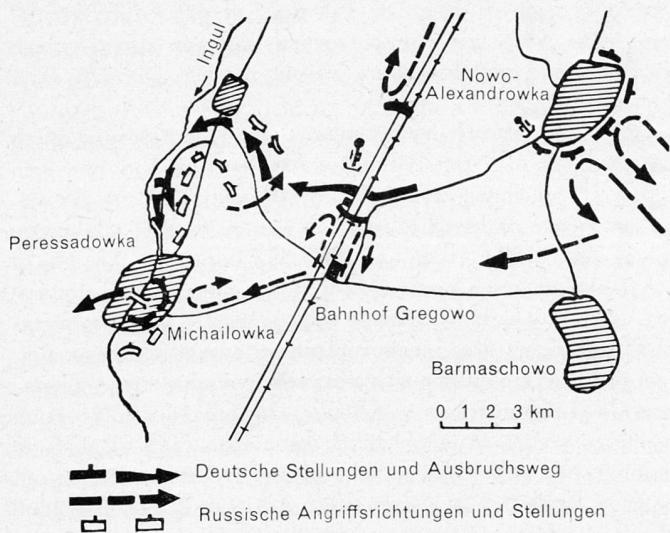 Ingul
Nowo-
Alexandrowka
Peressadowka
Michailowka
Bahnhof Gregowo
Barmaschowo
0 1 2 3 km
Deutsche Stellungen und Ausbruchsweg
Russische Angriffsrichtungen und Stellungen